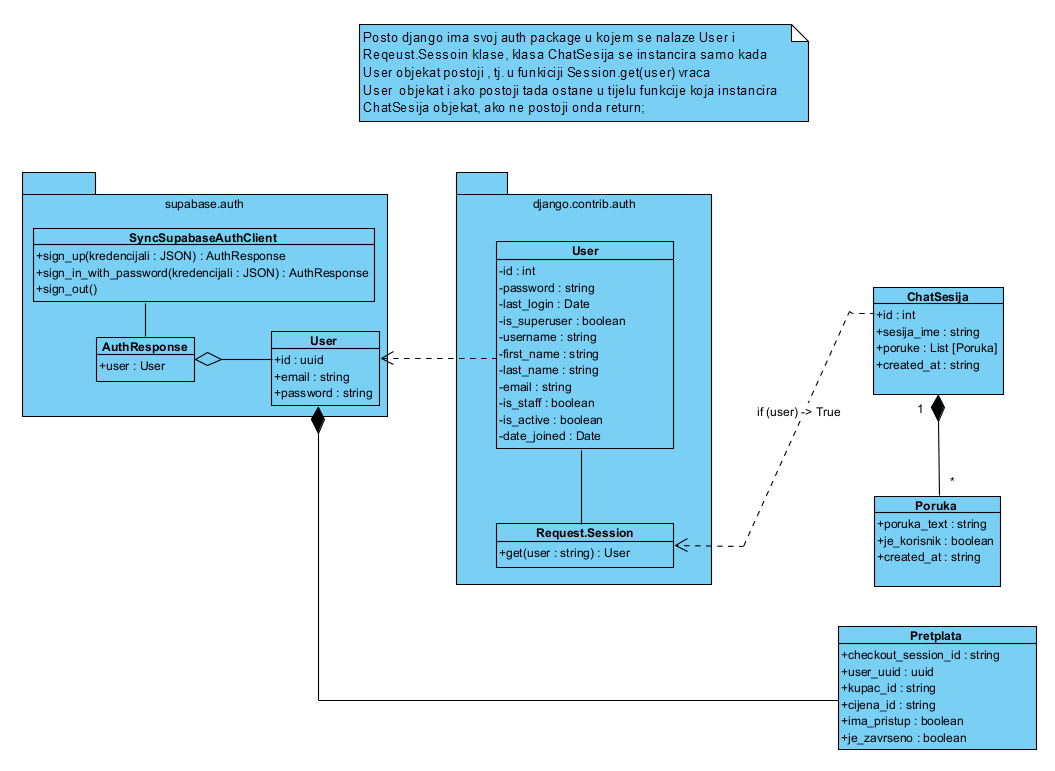 Posto django ima svoj auth package u kojem se nalaze User i
Reqeust.Sessoin klase, klasa ChatSesija se instancira samo kada
User objekat postoji , tj. u funkiciji Session.get(user) vraca
User  objekat i ako postoji tada ostane u tijelu funkcije koja instancira
ChatSesija objekat, ako ne postoji onda return;
supabase.auth
SyncSupabaseAuthClient
+sign_up(kredencijali : JSON) : AuthResponse
+sign_in_with_password(kredencijali : JSON) : AuthResponse
+sign_out()
AuthResponse
+user : User
User
+id : uuid
+email : string
+password : string
django.contrib.auth
User
-id : int
-password : string
-last_login : Date
-is_superuser : boolean
-username : string
-first_name : string
-last_name : string
-email : string
-is_staff : boolean
-is_active : boolean
-date_joined : Date
Request.Session
+get(user : string) : User
if (user) -> True
ChatSesija
+id : int
+sesija_ime : string
+poruke : List [Poruka]
+created_at : string
1
*
Poruka
+poruka_text : string
+je_korisnik : boolean
+created_at : string
Pretplata
+checkout_session_id : string
+user_uuid : uuid
+kupac_id : string
+cijena_id : string
+ima_pristup : boolean
+je_zavrseno : boolean